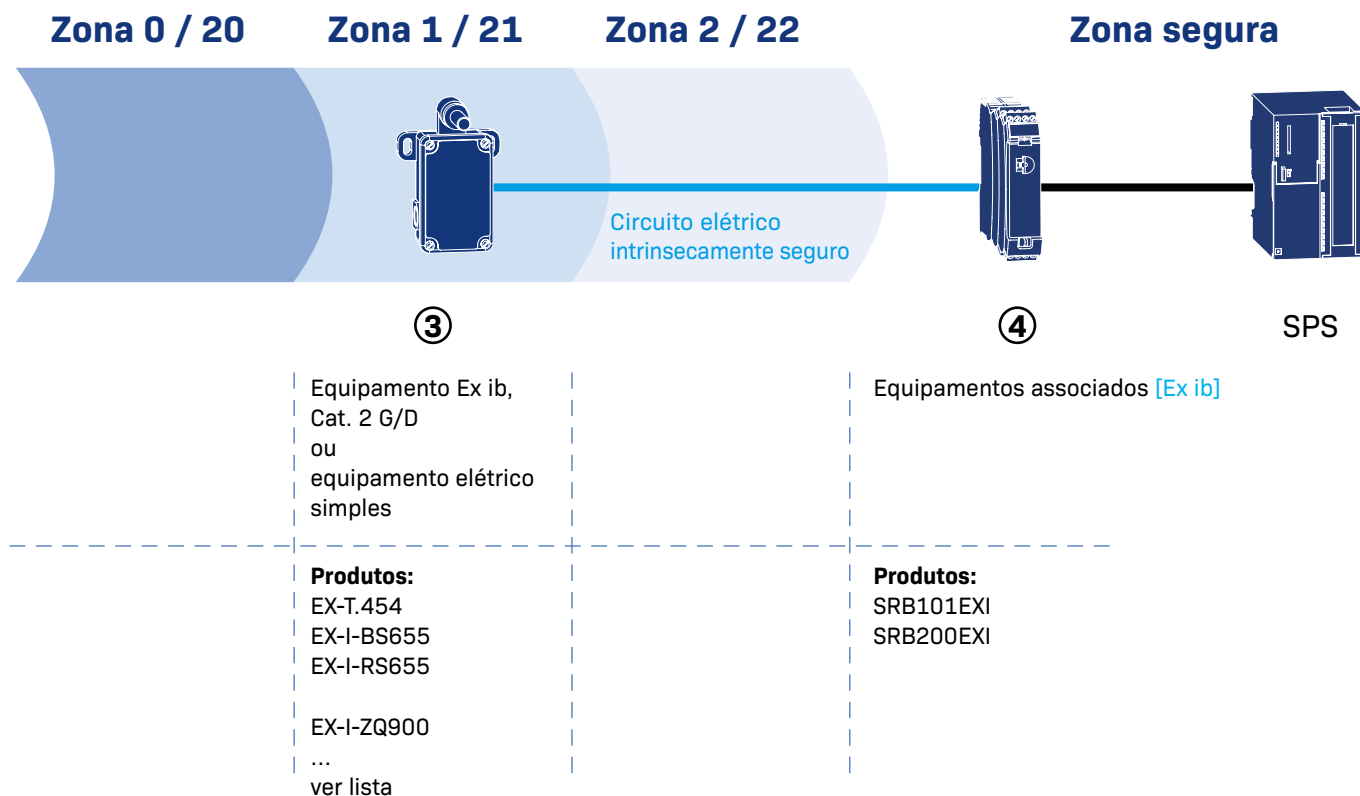 Zona 0 / 20
Zona 1 / 21
Zona 2 / 22
Zona segura
Circuito elétrico
intrinsecamente seguro
③
④
SPS
Equipamento Ex ib,
Cat. 2 G/D
ou
equipamento elétrico
simples
Equipamentos associados [Ex ib]
Produtos:
EX-T.454
EX-I-BS655
EX-I-RS655
EX-I-ZQ900
...
ver lista
Produtos:
SRB101EXI
SRB200EXI